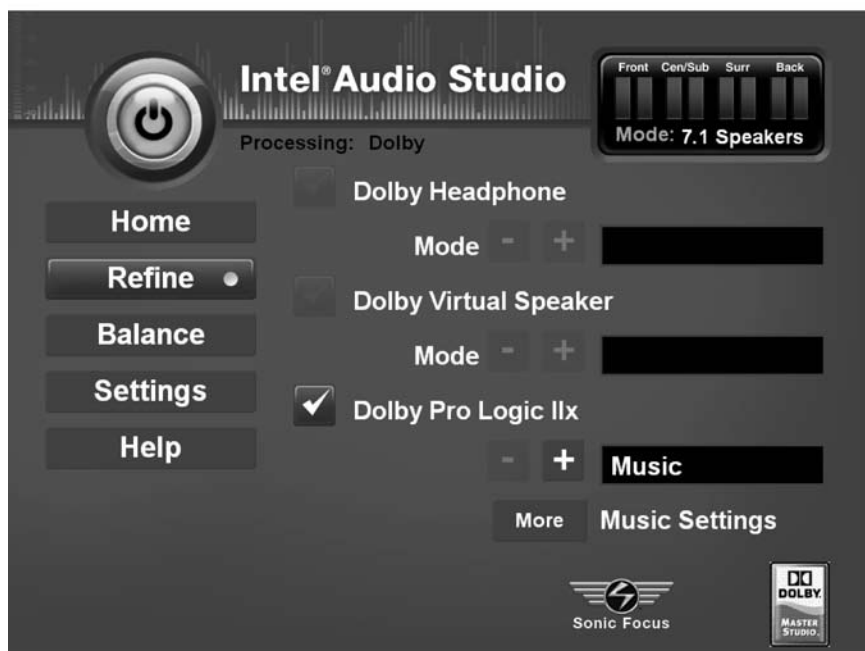 Intel® Audio Studio
Processing: Dolby
Front Cen/Sub Surr Back
Mode: 7.1 Speakers
Home
Refine
Balance
Settings
Help
Dolby Headphone
Mode - +
Dolby Virtual Speaker
Mode - +
Dolby Pro Logic IIx
- + Music
More Music Settings
Sonic Focus
DOLBY.
MASTER
STUDIO.